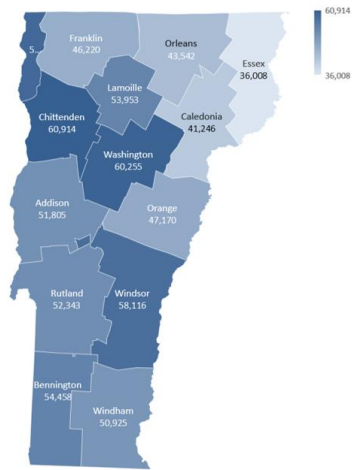 60,914
36,008
Franklin
46,220
Orleans
43,542
Essex
36,008
5...
Lamoille
53,953
Caledonia
41,246
Chittenden
60,914
Washington
60,255
Addison
51,805
Orange
47,170
Rutland
52,343
Windsor
58,116
Bennington
54,458
Windham
50,925